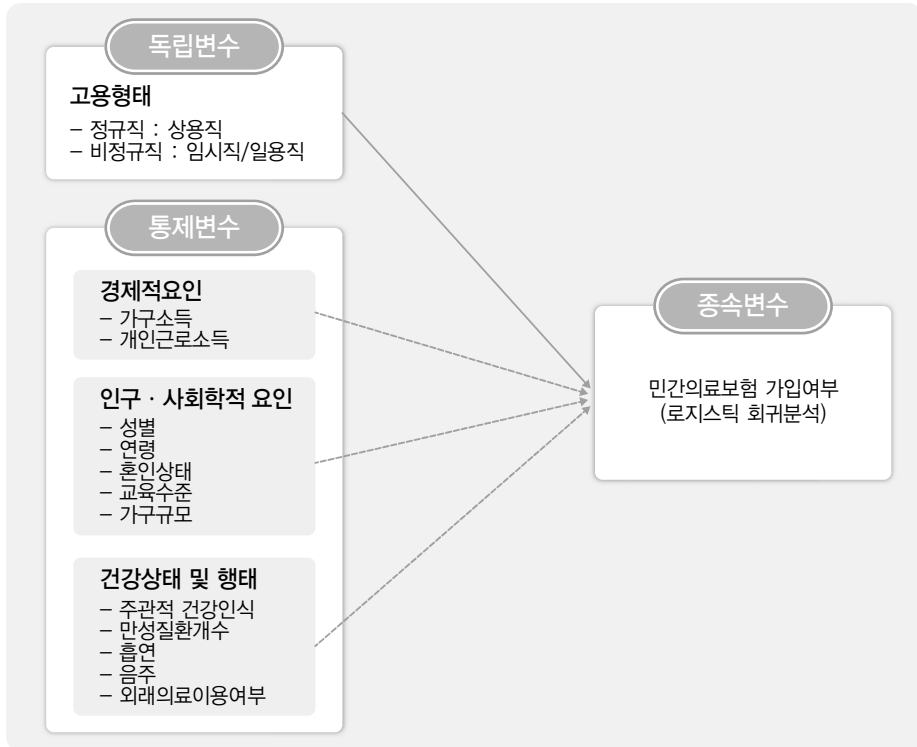 독립변수
고용형태
– 정규직 : 상용직
– 비정규직 : 임시직/일용직
통제변수
경제적요인
– 가구소득
– 개인근로소득
인구 · 사회학적 요인
– 성별
– 연령
– 혼인상태
– 교육수준
– 가구규모
건강상태 및 행태
– 주관적 건강인식
– 만성질환개수
– 흡연
– 음주
– 외래의료이용여부
종속변수
민간의료보험 가입여부
(로지스틱 회귀분석)